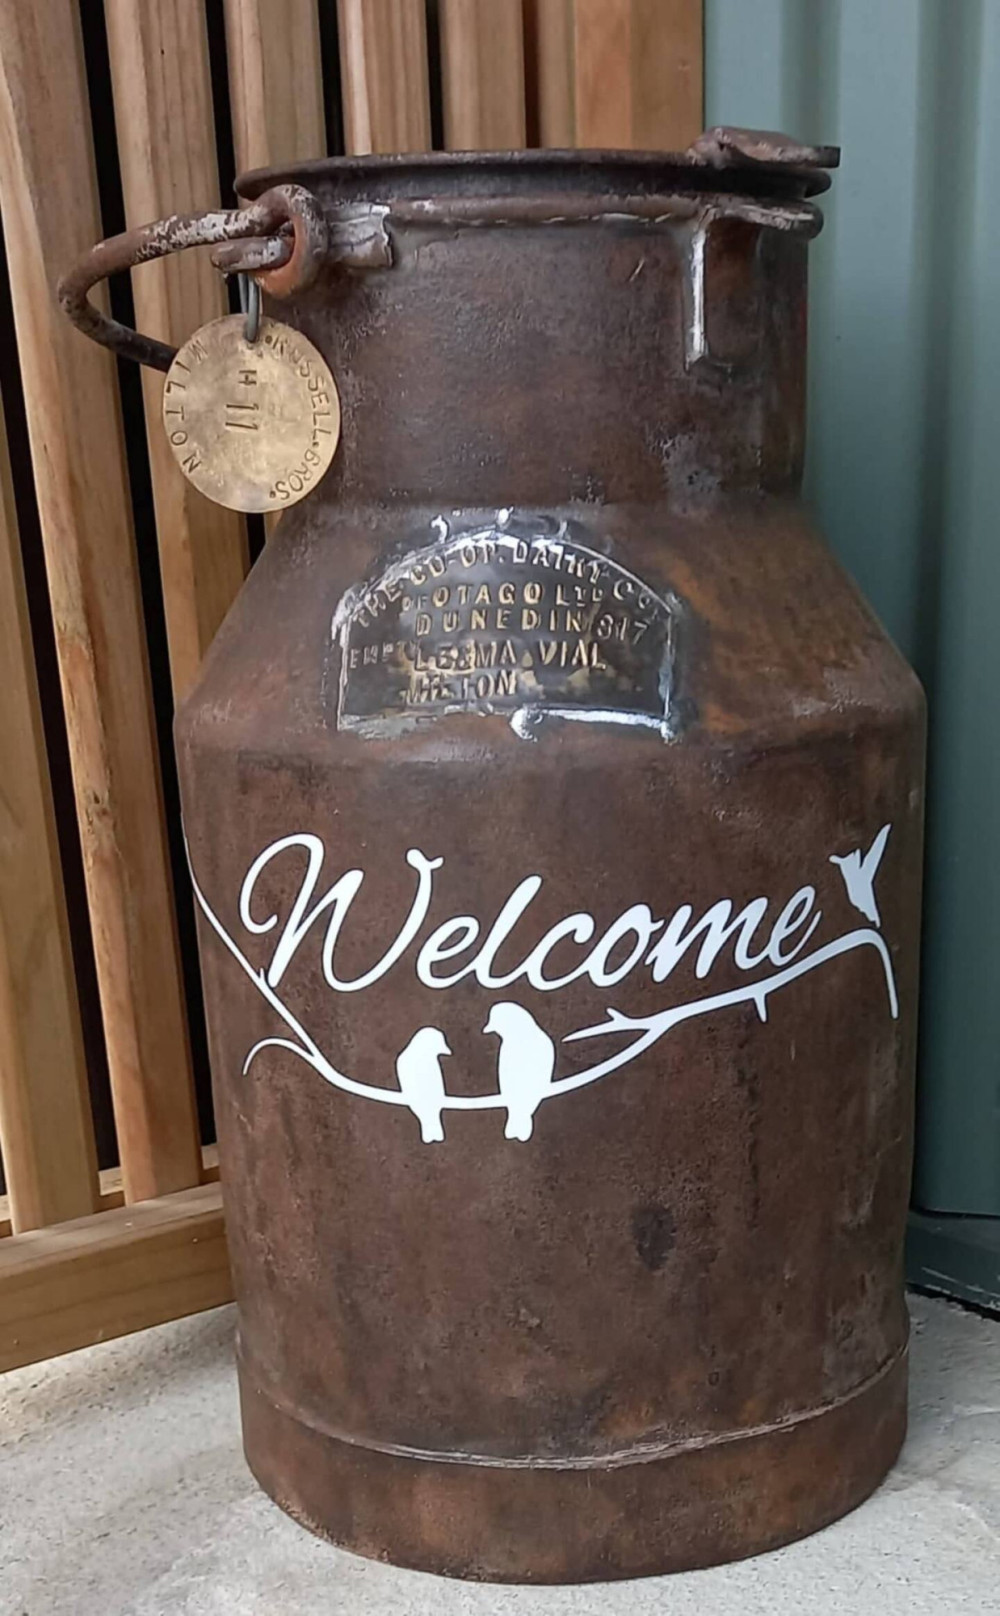 RUSSELL·BROS·
MILTON
H 11
THE CO-OP. DAIRY CO
OF OTAGO LTD
DUNEDIN 317
VIAL
MILTON
Welcome